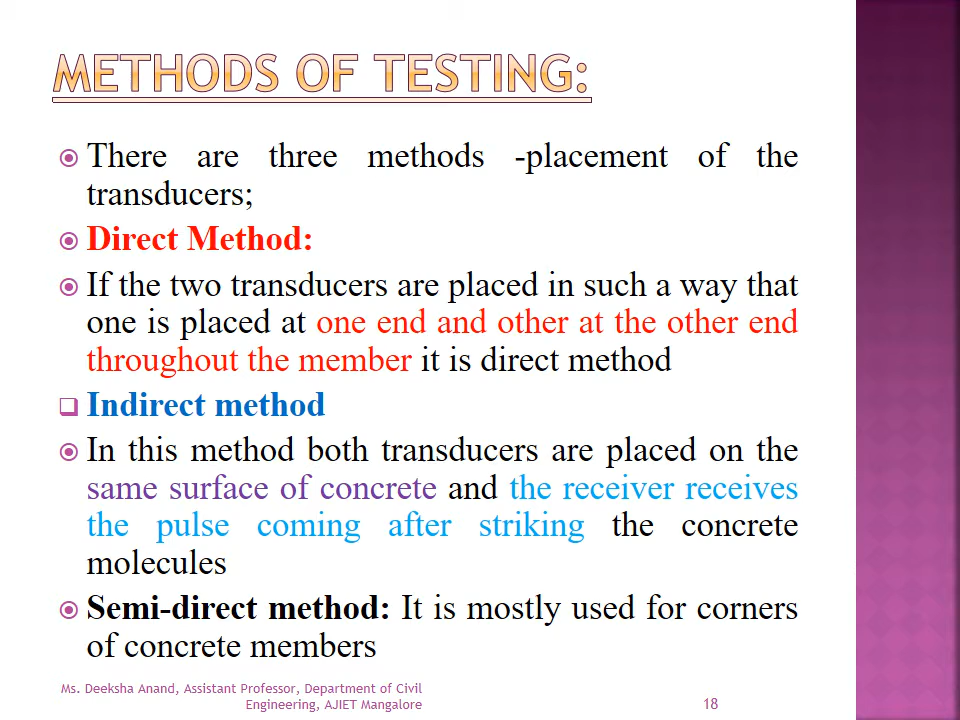 METHODS OF TESTING:
There are three methods -placement of the
transducers;
Direct Method:
If the two transducers are placed in such a way that
one is placed at one end and other at the other end
throughout the member it is direct method
Indirect method
In this method both transducers are placed on the
same surface of concrete and the receiver receives
the pulse coming after striking the concrete
molecules
Semi-direct method: It is mostly used for corners
of concrete members
Ms. Deeksha Anand, Assistant Professor, Department of Civil
Engineering, AJIET Mangalore
18